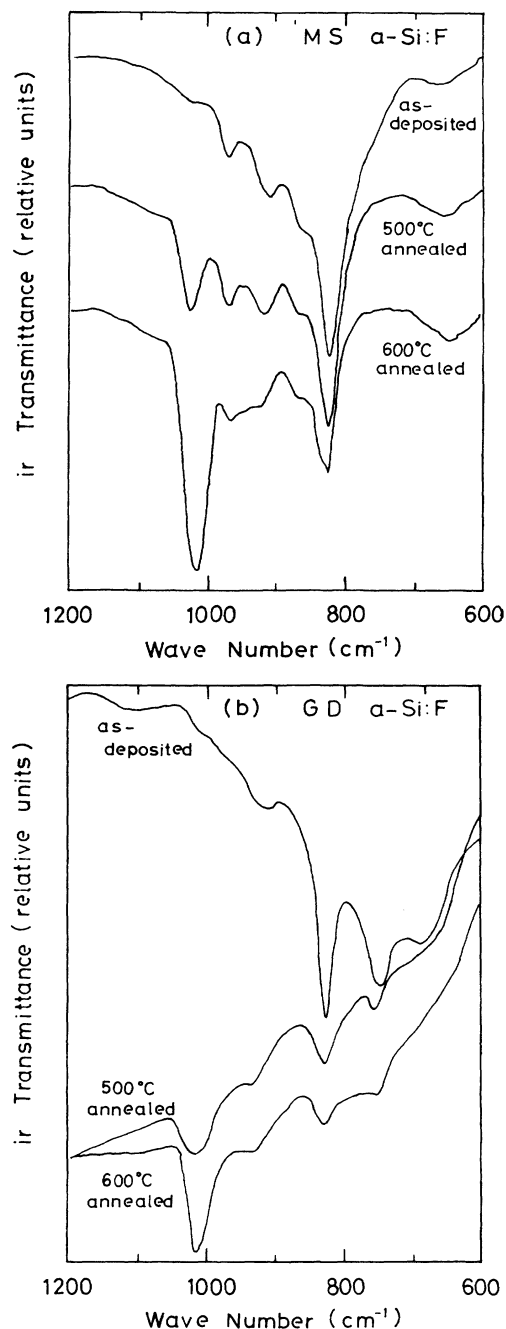 (a) MS a-Si:F
as-
deposited
500°C
annealed
600°C
annealed
ir Transmittance (relative units)
1200 1000 800 600
Wave Number (cm⁻¹)
(b) GD a-Si:F
as-
deposited
500°C
annealed
600°C
annealed
ir Transmittance (relative units)
1200 1000 800 600
Wave Number (cm⁻¹)